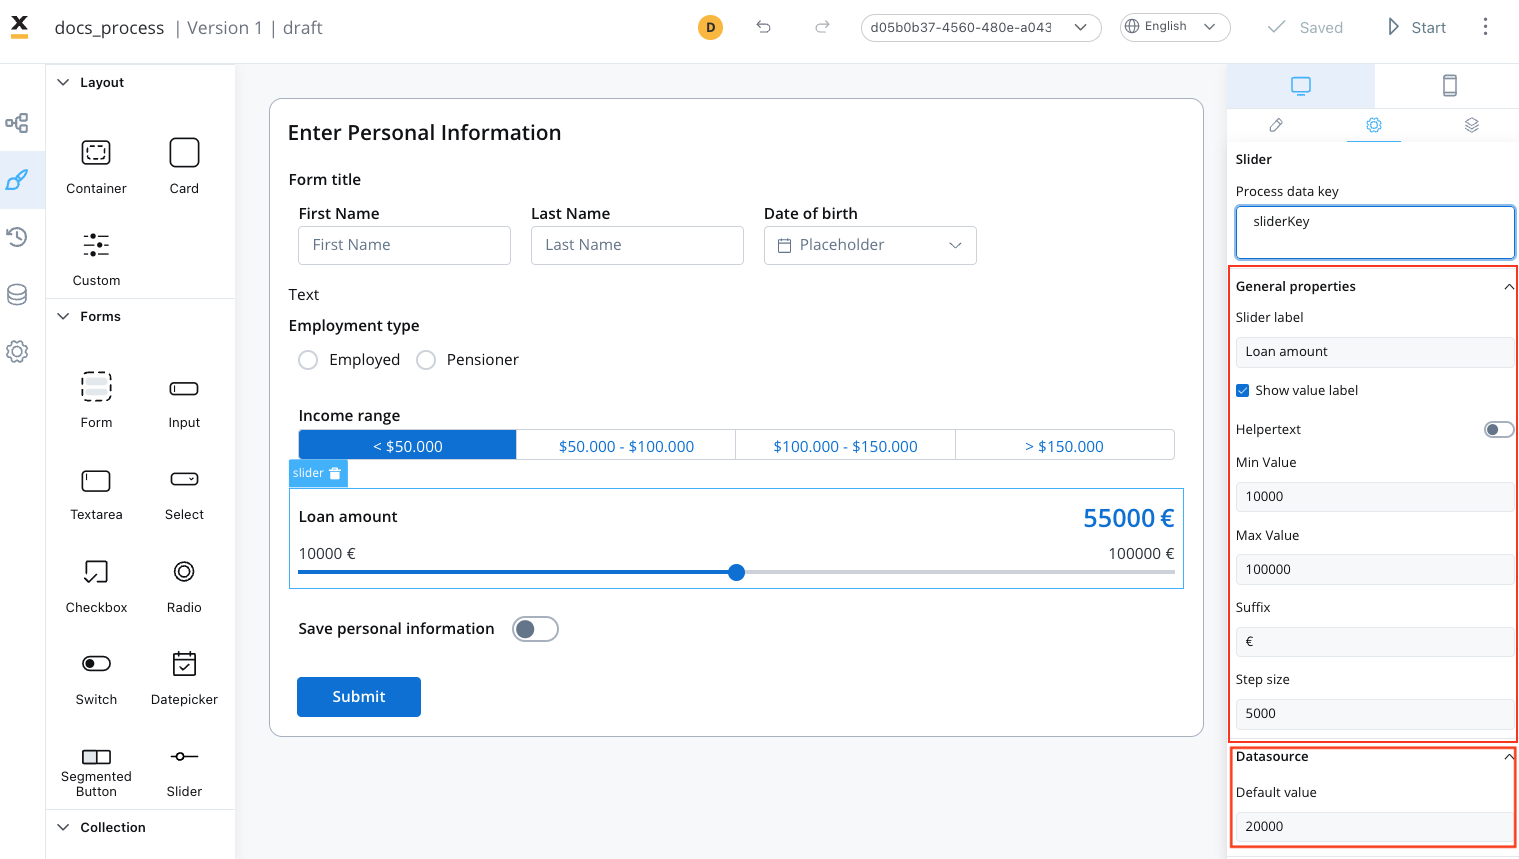 docs_process | Version 1 | draft
D
d05b0b37-4560-480e-a043
English
Saved
Start
Layout
Container
Card
Custom
Forms
Form
Input
Textarea
Select
Checkbox
Radio
Switch
Datepicker
Segmented
Button
Slider
Collection
Enter Personal Information
Form title
First Name
Last Name
Date of birth
First Name
Last Name
Placeholder
Text
Employment type
Employed
Pensioner
Income range
< $50.000
$50.000 - $100.000
$100.000 - $150.000
> $150.000
slider
Loan amount
55000 €
10000 €
100000 €
Save personal information
Submit
Slider
Process data key
sliderKey
General properties
Slider label
Loan amount
Show value label
Helpertext
Min Value
10000
Max Value
100000
Suffix
€
Step size
5000
Datasource
Default value
20000